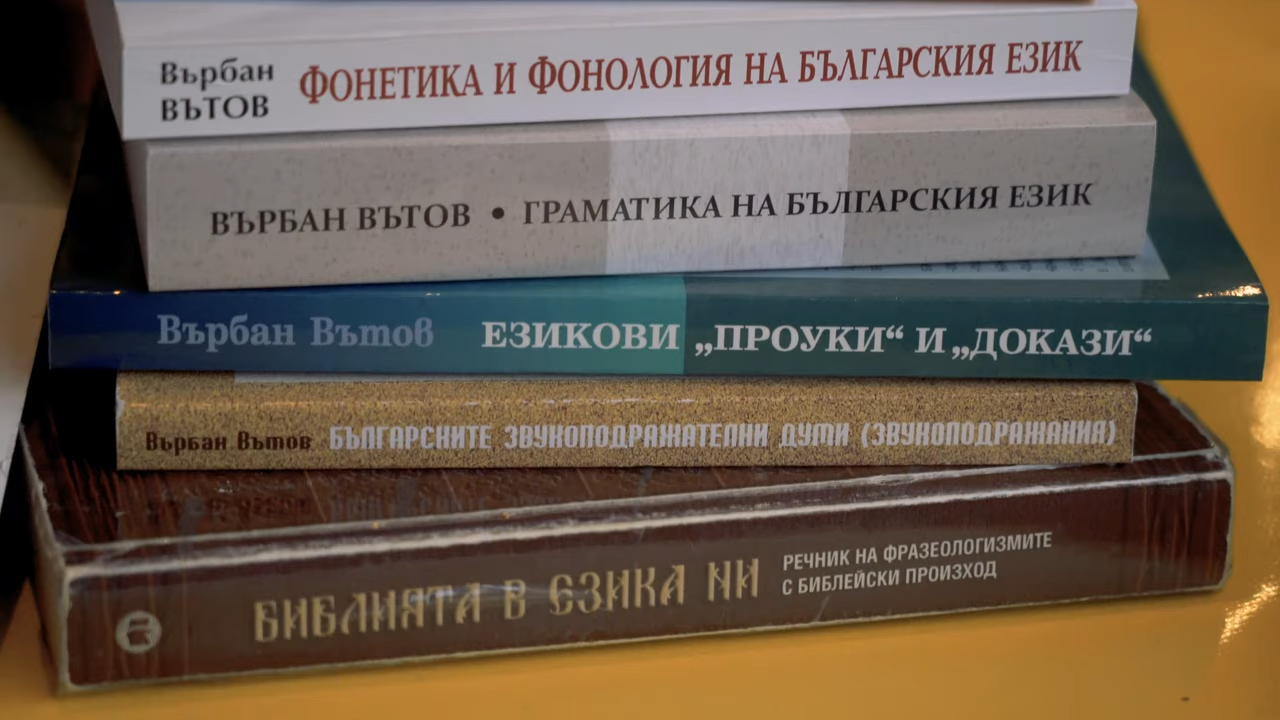 Върбан
ВЪТОВ
ФОНЕТИКА И ФОНОЛОГИЯ НА БЪЛГАРСКИЯ ЕЗИК
ВЪРБАН ВЪТОВ • ГРАМАТИКА НА БЪЛГАРСКИЯ ЕЗИК
Върбан Вътов ЕЗИКОВИ „ПРОУКИ“ И „ДОКАЗИ“
Върбан Вътов БЪЛГАРСКИТЕ ЗВУКОПОДРАЖАТЕЛНИ ДУМИ (ЗВУКОПОДРАЖАНИЯ)
БИБЛИЯТА В ЕЗИКА НИ
РЕЧНИК НА ФРАЗЕОЛОГИЗМИТЕ
С БИБЛЕЙСКИ ПРОИЗХОД